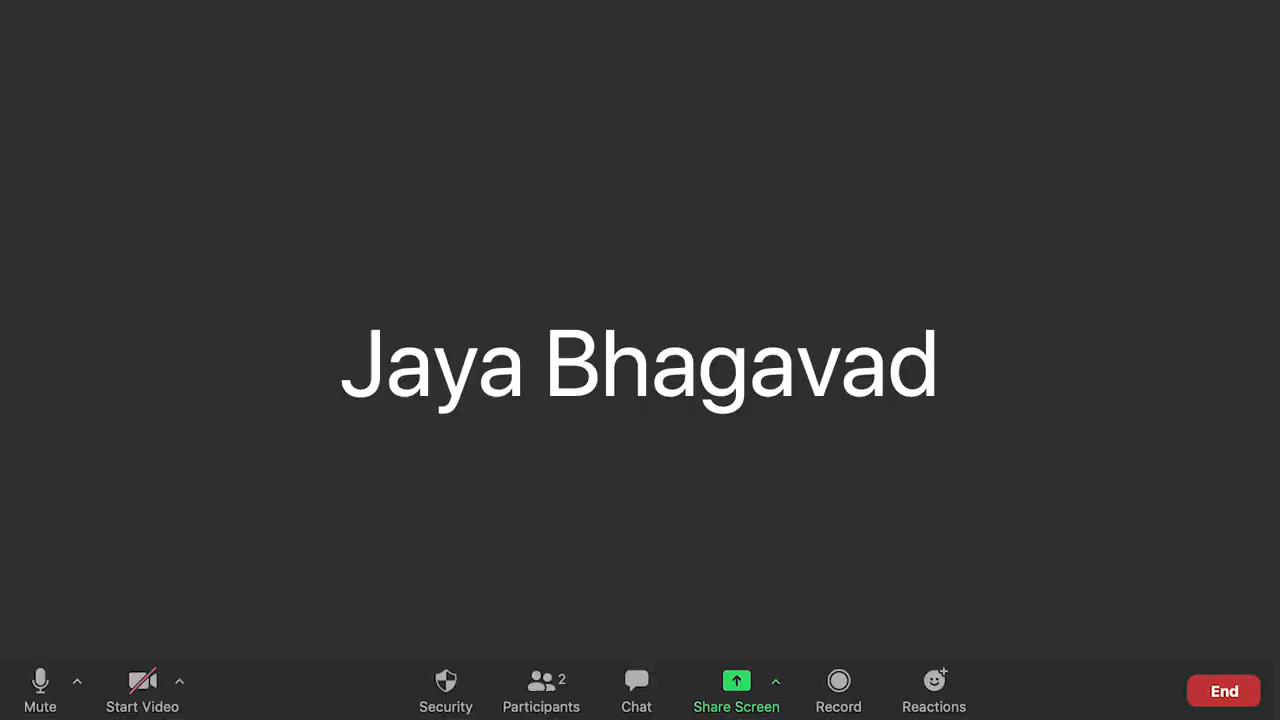 Jaya Bhagavad
2
Mute
Start Video
Security
Participants
Chat
Share Screen
Record
Reactions
End